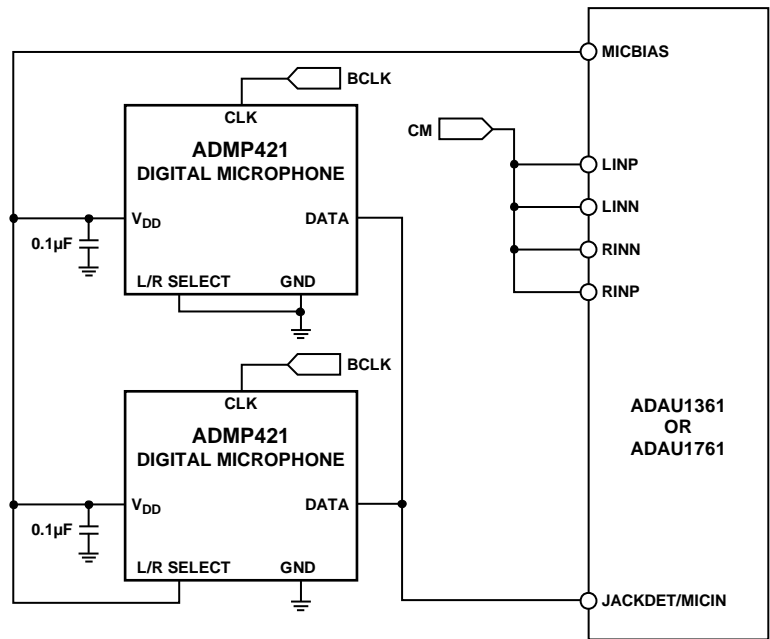 MICBIAS
BCLK
CLK
CM
ADMP421
DIGITAL MICROPHONE
LINP
LINN
VDD
DATA
0.1µF
RINN
L/R SELECT
GND
RINP
BCLK
CLK
ADAU1361
OR
ADAU1761
ADMP421
DIGITAL MICROPHONE
VDD
DATA
0.1µF
L/R SELECT
GND
JACKDET/MICIN